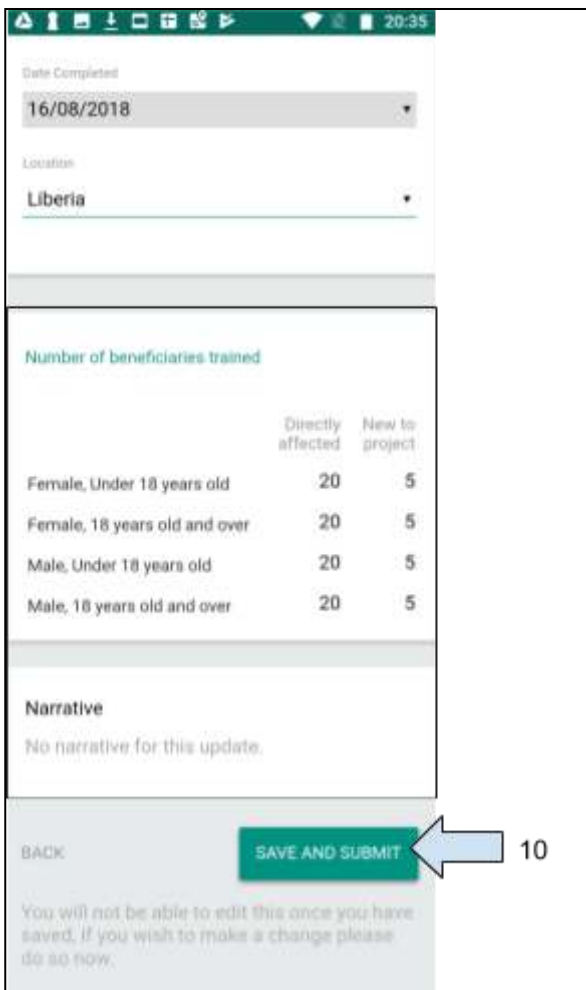 20:35
Date Completed
16/08/2018
Location
Liberia
Number of beneficiaries trained
Directly affected
New to project
Female, Under 18 years old 20 5
Female, 18 years old and over 20 5
Male, Under 18 years old 20 5
Male, 18 years old and over 20 5
Narrative
No narrative for this update.
BACK
SAVE AND SUBMIT
10
You will not be able to edit this once you have
saved, if you wish to make a change please
do so now.